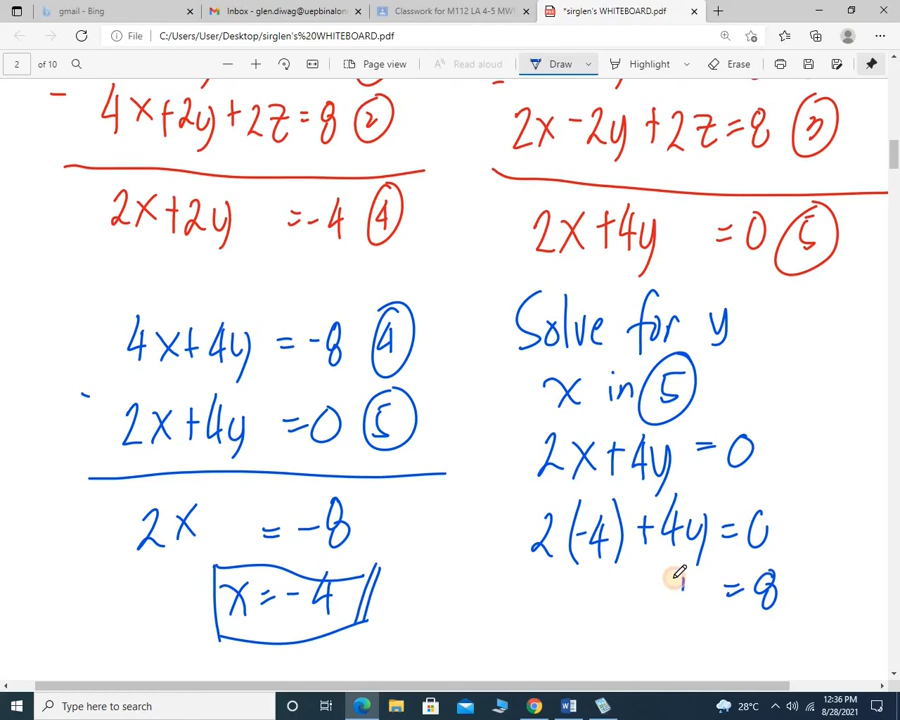 gmail - Bing
Inbox - glen.diwag@uepbinalon
Classwork for M112 LA 4-5 MW
*sirglen's WHITEBOARD.pdf
File
C:/Users/User/Desktop/sirglen's%20WHITEBOARD.pdf
2 of 10
Page view
Read aloud
Draw
Highlight
Erase
- 4x+2y+2z=8 ②
2x+2y =-4 ④
- 2x-2y+2z=8 ③
2x+4y =0 ⑤
4x+4y = -8 ④
- 2x+4y =0 ⑤
2x = -8
x = -4
Solve for y
x in ⑤
2x+4y = 0
2(-4)+4y=0
= 8
Type here to search
28°C
12:36 PM
8/28/2021